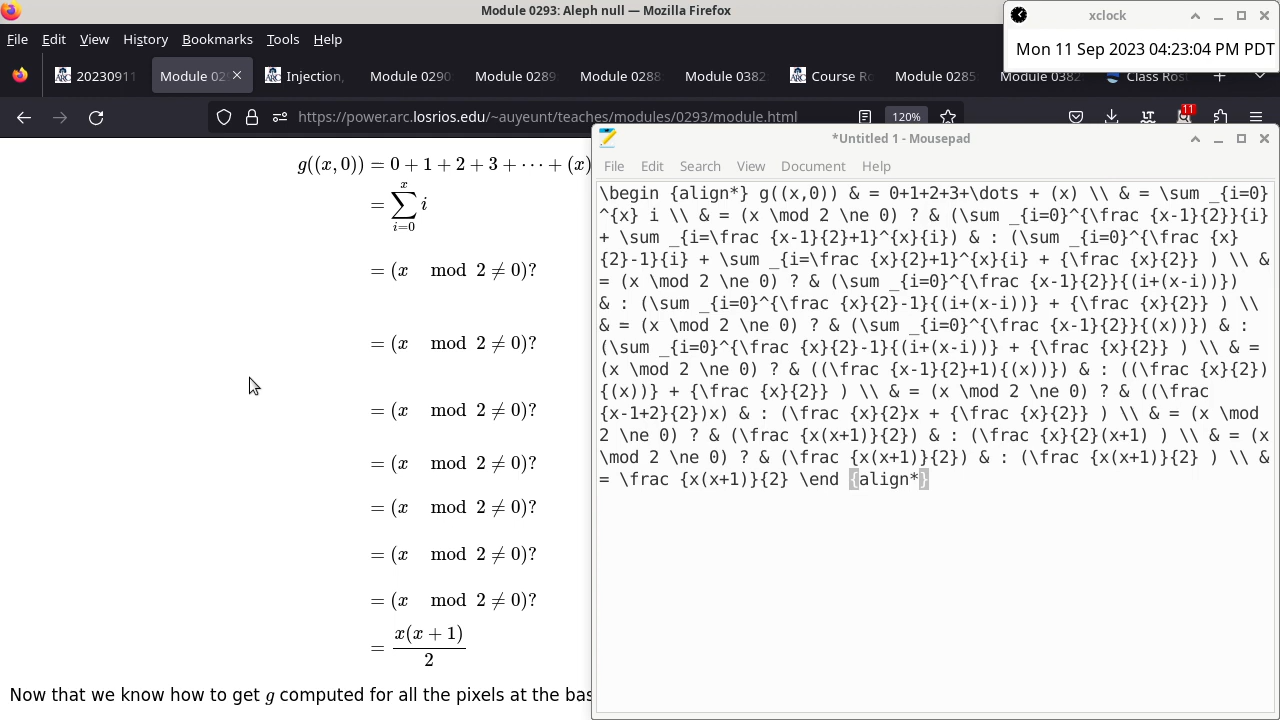 Module 0293: Aleph null — Mozilla Firefox
xclock
File Edit View History Bookmarks Tools Help
Mon 11 Sep 2023 04:23:04 PM PDT
20230911 Module 029 Injection, Module 0290 Module 0289 Module 0288 Module 0382 Course Ro Module 0285 Module 0382 Class Rost
https://power.arc.losrios.edu/~auyeunt/teaches/modules/0293/module.html 120% 11
*Untitled 1 - Mousepad
File Edit Search View Document Help
g((x, 0)) = 0 + 1 + 2 + 3 + ⋯ + (x)
= ∑_{i=0}^{x} i
= (x mod 2 ≠ 0)?
= (x mod 2 ≠ 0)?
= (x mod 2 ≠ 0)?
= (x mod 2 ≠ 0)?
= (x mod 2 ≠ 0)?
= (x mod 2 ≠ 0)?
= (x mod 2 ≠ 0)?
= x(x + 1)/2
Now that we know how to get g computed for all the pixels at the bas
\begin {align*} g((x,0)) & = 0+1+2+3+\dots + (x) \\ & = \sum _{i=0}
^{x} i \\ & = (x \mod 2 \ne 0) ? & (\sum _{i=0}^{\frac {x-1}{2}}{i}
+ \sum _{i=\frac {x-1}{2}+1}^{x}{i}) & : (\sum _{i=0}^{\frac {x}
{2}-1}{i} + \sum _{i=\frac {x}{2}+1}^{x}{i} + {\frac {x}{2}} ) \\ &
= (x \mod 2 \ne 0) ? & (\sum _{i=0}^{\frac {x-1}{2}}{(i+(x-i))})
& : (\sum _{i=0}^{\frac {x}{2}-1}{(i+(x-i))} + {\frac {x}{2}} ) \\
& = (x \mod 2 \ne 0) ? & (\sum _{i=0}^{\frac {x-1}{2}}{(x))}) & :
(\sum _{i=0}^{\frac {x}{2}-1}{(i+(x-i))} + {\frac {x}{2}} ) \\ & =
(x \mod 2 \ne 0) ? & ((\frac {x-1}{2}+1){(x))}) & : ((\frac {x}{2})
{(x))} + {\frac {x}{2}} ) \\ & = (x \mod 2 \ne 0) ? & ((\frac
{x-1+2}{2})x) & : (\frac {x}{2}x + {\frac {x}{2}} ) \\ & = (x \mod
2 \ne 0) ? & (\frac {x(x+1)}{2}) & : (\frac {x}{2}(x+1) ) \\ & = (x
\mod 2 \ne 0) ? & (\frac {x(x+1)}{2}) & : (\frac {x(x+1)}{2} ) \\ &
= \frac {x(x+1)}{2} \end {align*}